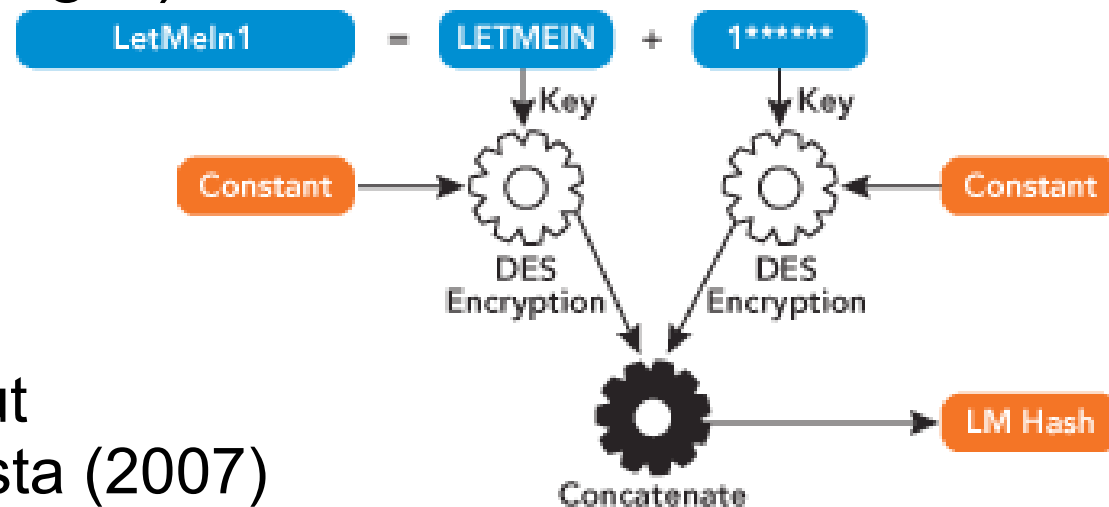 LetMeIn1 = LETMEIN + 1******
Key Key
Constant Constant
DES DES
Encryption Encryption
ut
sta (2007)
LM Hash
Concatenate